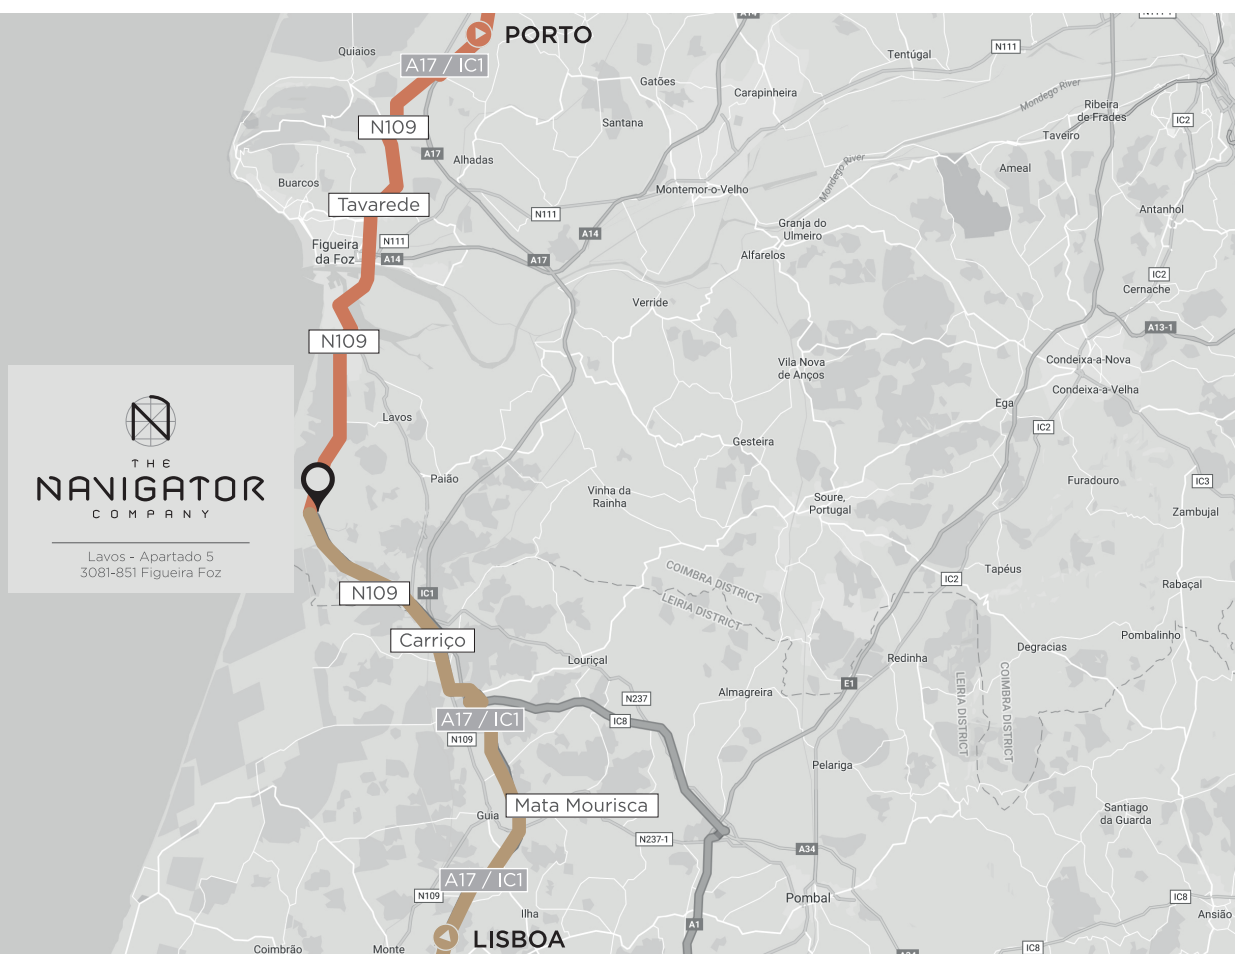 A14
N111
PORTO
Quiaios
A17 / IC1
Tentúgal
N111
Gatões
Carapinheira
Mondego River
Ribeira
de Frades
IC2
Taveiro
N109
Santana
A17
Alhadas
Mondego River
Ameal
Buarcos
Montemor-o-Velho
Tavarede
N111
Antanhol
Granja do
Ulmeiro
A14
Figueira
da Foz
N111
A14
A17
Alfarelos
IC2
Cernache
Verride
N109
A13-1
Vila Nova
de Anços
Condeixa-a-Nova
Condeixa-a-Velha
Ega
Lavos
IC2
Gesteira
THE
NAVIGATOR
COMPANY
Lavos - Apartado 5
3081-851 Figueira Foz
Paião
Vinha da
Rainha
Soure,
Portugal
Furadouro
IC3
Zambujal
COIMBRA DISTRICT
LEIRIA DISTRICT
Tapéus
IC2
Rabaçal
N109
IC1
Carriço
Pombalinho
Degracias
Louriçal
Redinha
LEIRIA DISTRICT
COIMBRA DISTRICT
E1
Almagreira
N237
IC8
A17 / IC1
N109
Pelariga
Mata Mourisca
Guia
Santiago
da Guarda
N237-1
A34
A17 / IC1
N109
Pombal
IC8
Ilha
A1
Ansião
LISBOA
Coimbrão
Monte
IC8